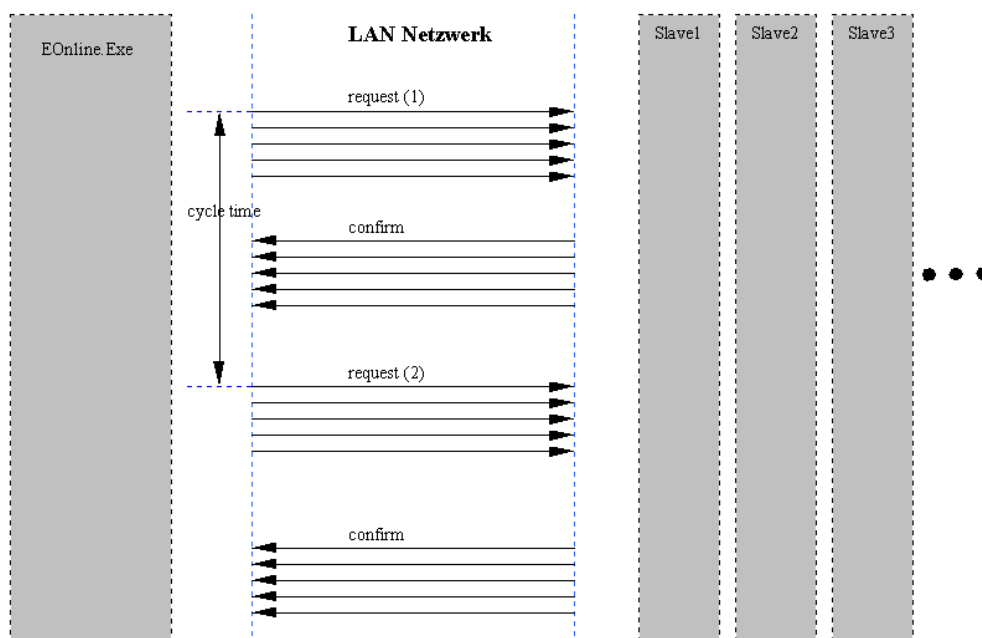 EOnline.Exe
LAN Netzwerk
Slave1
Slave2
Slave3
request (1)
cycle time
confirm
request (2)
confirm